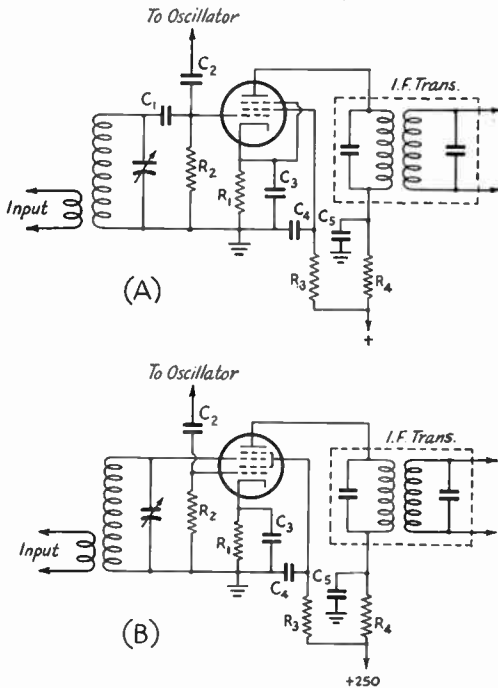 To Oscillator
C2
I.F. Trans.
C1
R2
R1
C3
C4
C5
Input
R3
R4
(A)
+
To Oscillator
C2
I.F. Trans.
R2
C3
Input
R1
C4
C5
R3
R4
(B)
+250